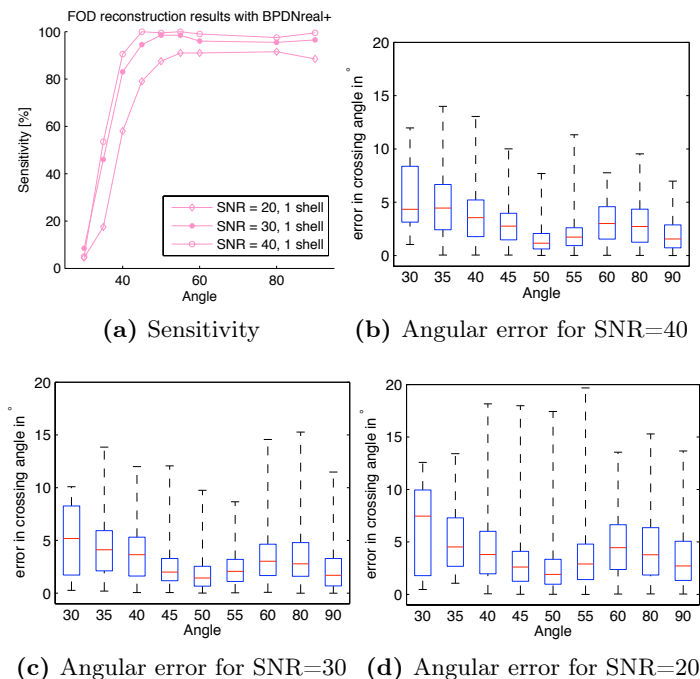 FOD reconstruction results with BPDNreal+
100
80
60
40
20
0
Sensitivity [%]
SNR = 20, 1 shell
SNR = 30, 1 shell
SNR = 40, 1 shell
40 60 80
Angle
(a) Sensitivity
20
15
10
5
0
error in crossing angle in °
30 35 40 45 50 55 60 80 90
Angle
(b) Angular error for SNR=40
20
15
10
5
0
error in crossing angle in °
30 35 40 45 50 55 60 80 90
Angle
(c) Angular error for SNR=30
20
15
10
5
0
error in crossing angle in °
30 35 40 45 50 55 60 80 90
Angle
(d) Angular error for SNR=20